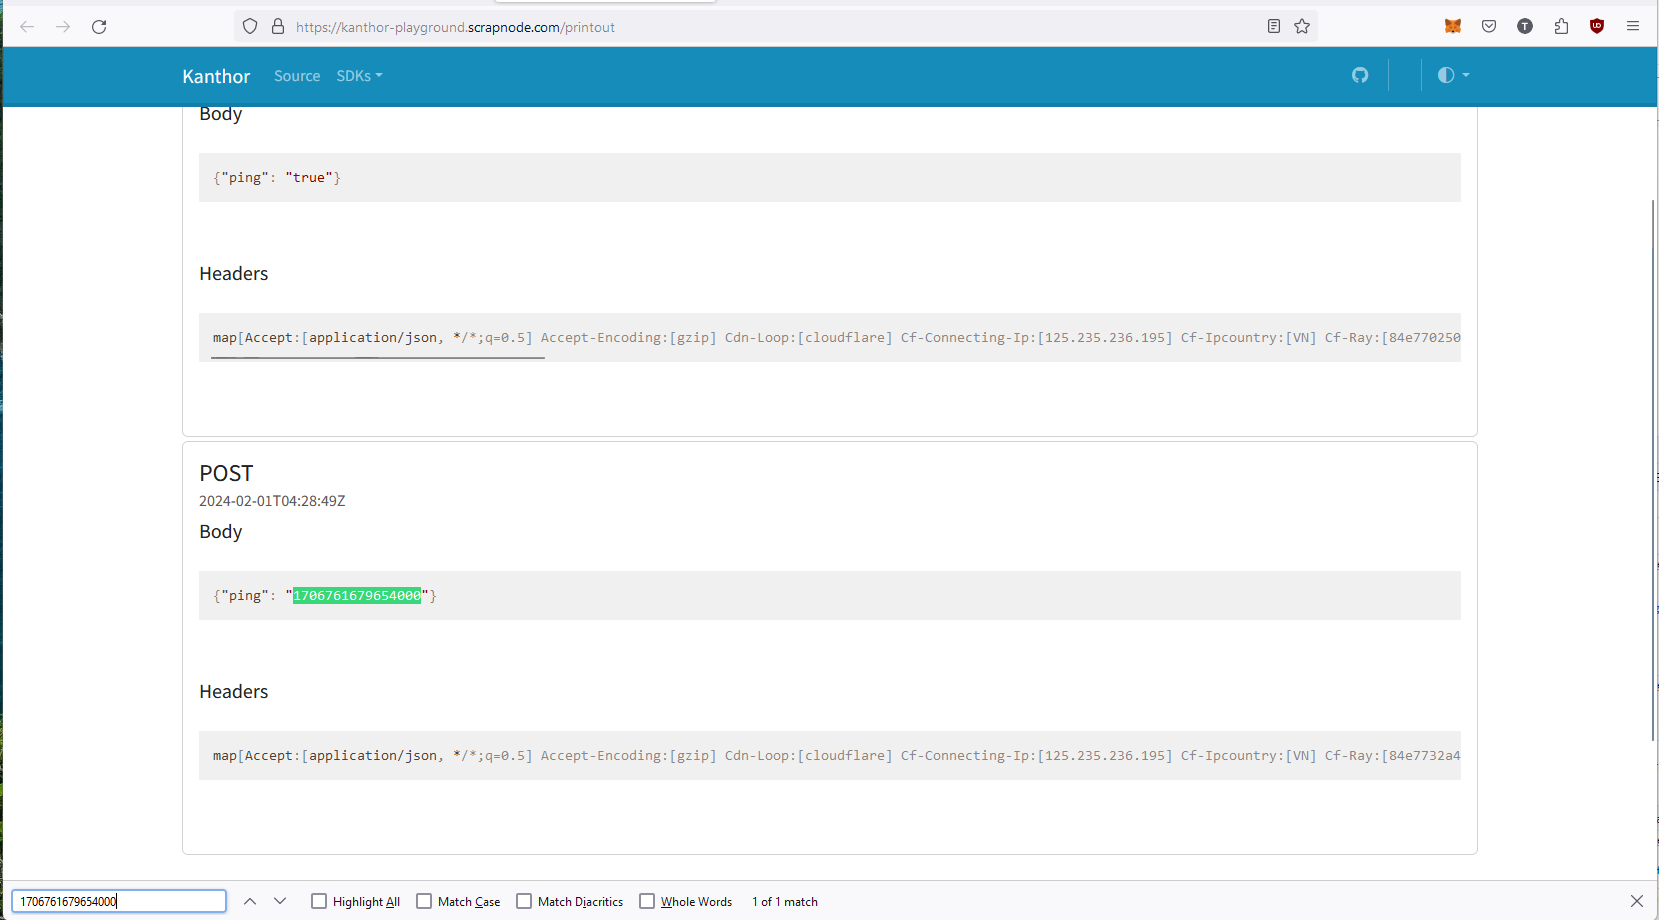 https://kanthor-playground.scrapnode.com/printout
Kanthor Source SDKs
Body
{"ping": "true"}
Headers
map[Accept:[application/json, */*;q=0.5] Accept-Encoding:[gzip] Cdn-Loop:[cloudflare] Cf-Connecting-Ip:[125.235.236.195] Cf-Ipcountry:[VN] Cf-Ray:[84e770250
POST
2024-02-01T04:28:49Z
Body
{"ping": "1706761679654000"}
Headers
map[Accept:[application/json, */*;q=0.5] Accept-Encoding:[gzip] Cdn-Loop:[cloudflare] Cf-Connecting-Ip:[125.235.236.195] Cf-Ipcountry:[VN] Cf-Ray:[84e7732a4
1706761679654000 Highlight All Match Case Match Diacritics Whole Words 1 of 1 match